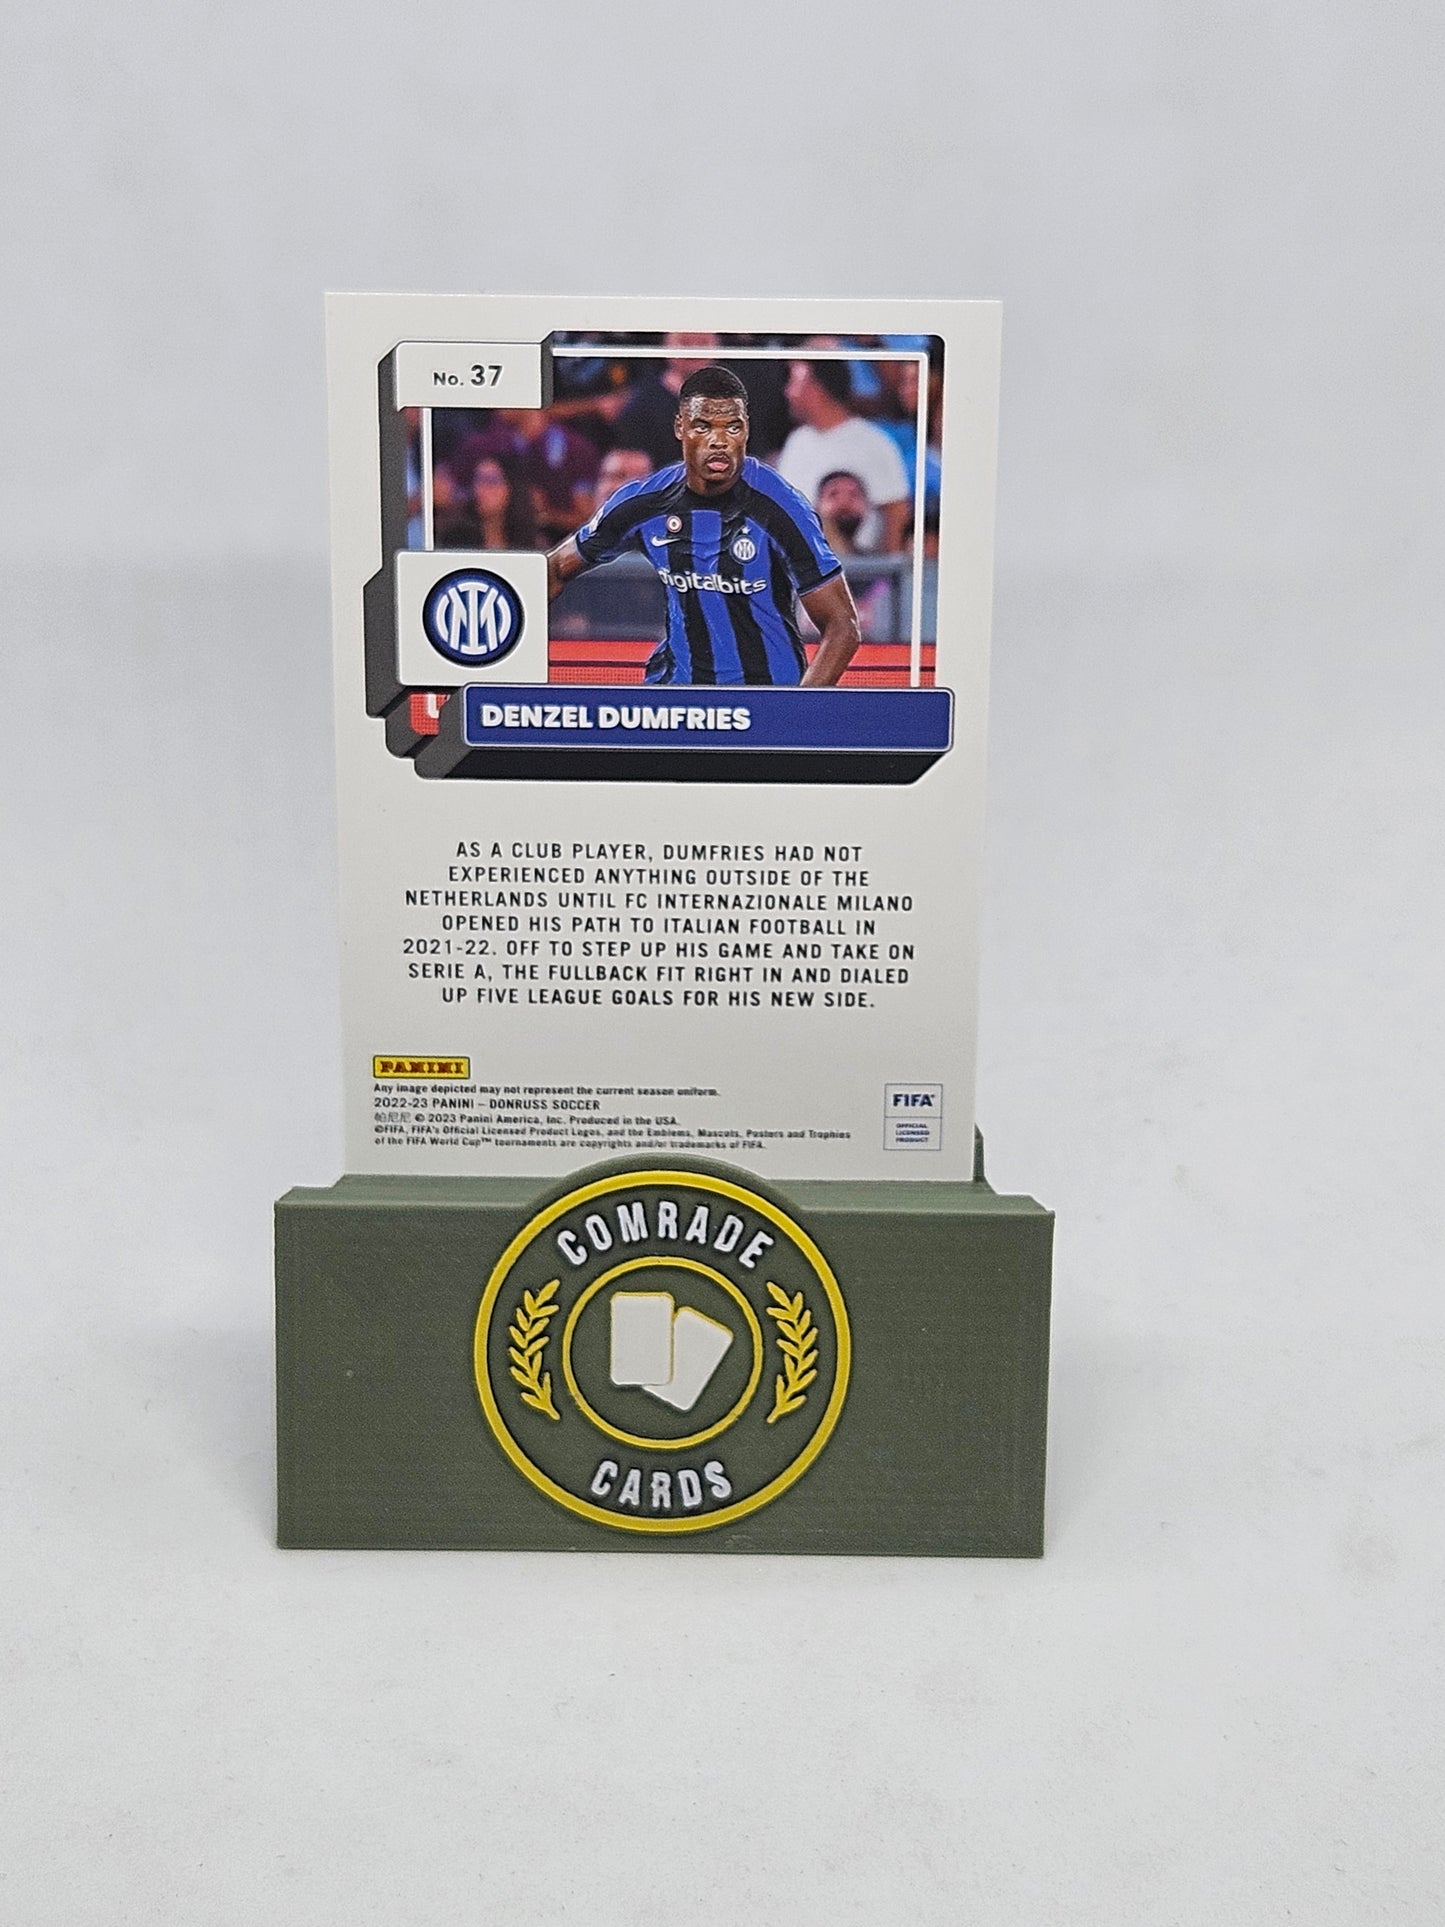 No. 37
digitalbits
DENZEL DUMFRIES
AS A CLUB PLAYER, DUMFRIES HAD NOT
EXPERIENCED ANYTHING OUTSIDE OF THE
NETHERLANDS UNTIL FC INTERNAZIONALE MILANO
OPENED HIS PATH TO ITALIAN FOOTBALL IN
2021-22. OFF TO STEP UP HIS GAME AND TAKE ON
SERIE A, THE FULLBACK FIT RIGHT IN AND DIALED
UP FIVE LEAGUE GOALS FOR HIS NEW SIDE.
PANINI
Any image depicted may not represent the current season uniform.
2022-23 PANINI – DONRUSS SOCCER
帕尼尼 © 2023 Panini America, Inc. Produced in the USA.
©FIFA, FIFA's Official Licensed Product Logos, and the Emblems, Mascots, Posters and Trophies
of the FIFA World Cup™ tournaments are copyrights and/or trademarks of FIFA.
FIFA
OFFICIAL
LICENSED
PRODUCT
COMRADE
CARDS